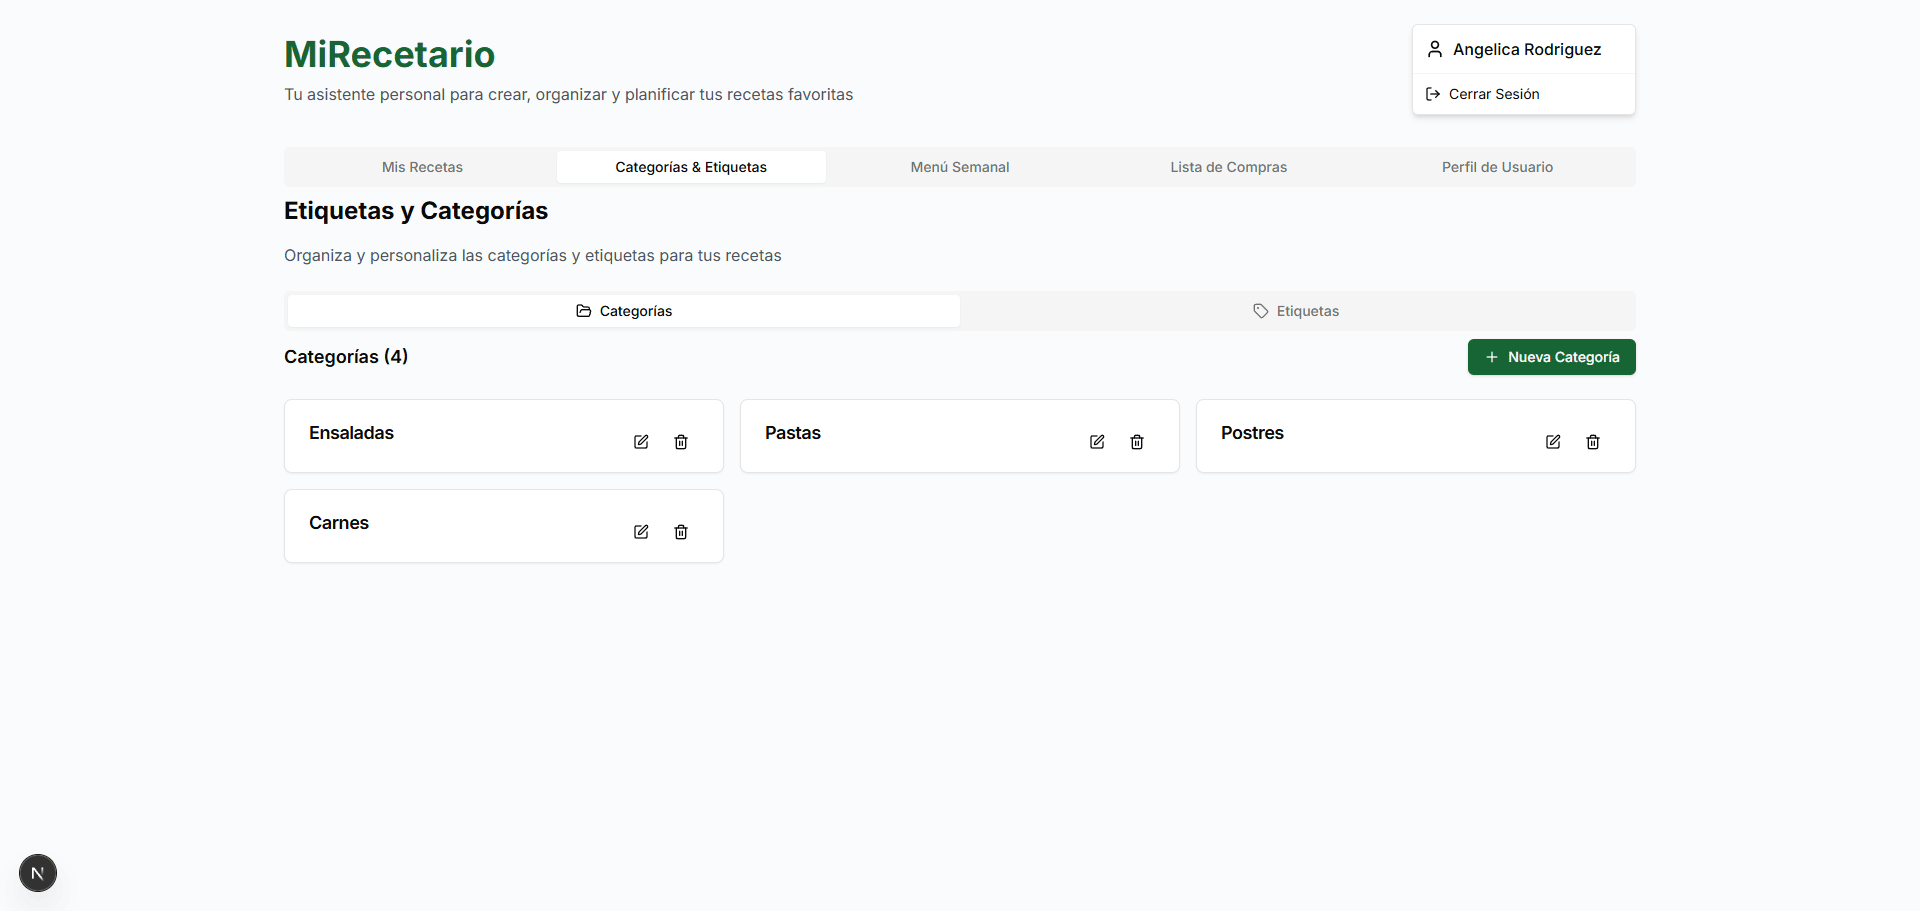 MiRecetario
Tu asistente personal para crear, organizar y planificar tus recetas favoritas
Angelica Rodriguez
Cerrar Sesión
Mis Recetas
Categorías & Etiquetas
Menú Semanal
Lista de Compras
Perfil de Usuario
Etiquetas y Categorías
Organiza y personaliza las categorías y etiquetas para tus recetas
Categorías
Etiquetas
Categorías (4)
Nueva Categoría
Ensaladas
Pastas
Postres
Carnes
N